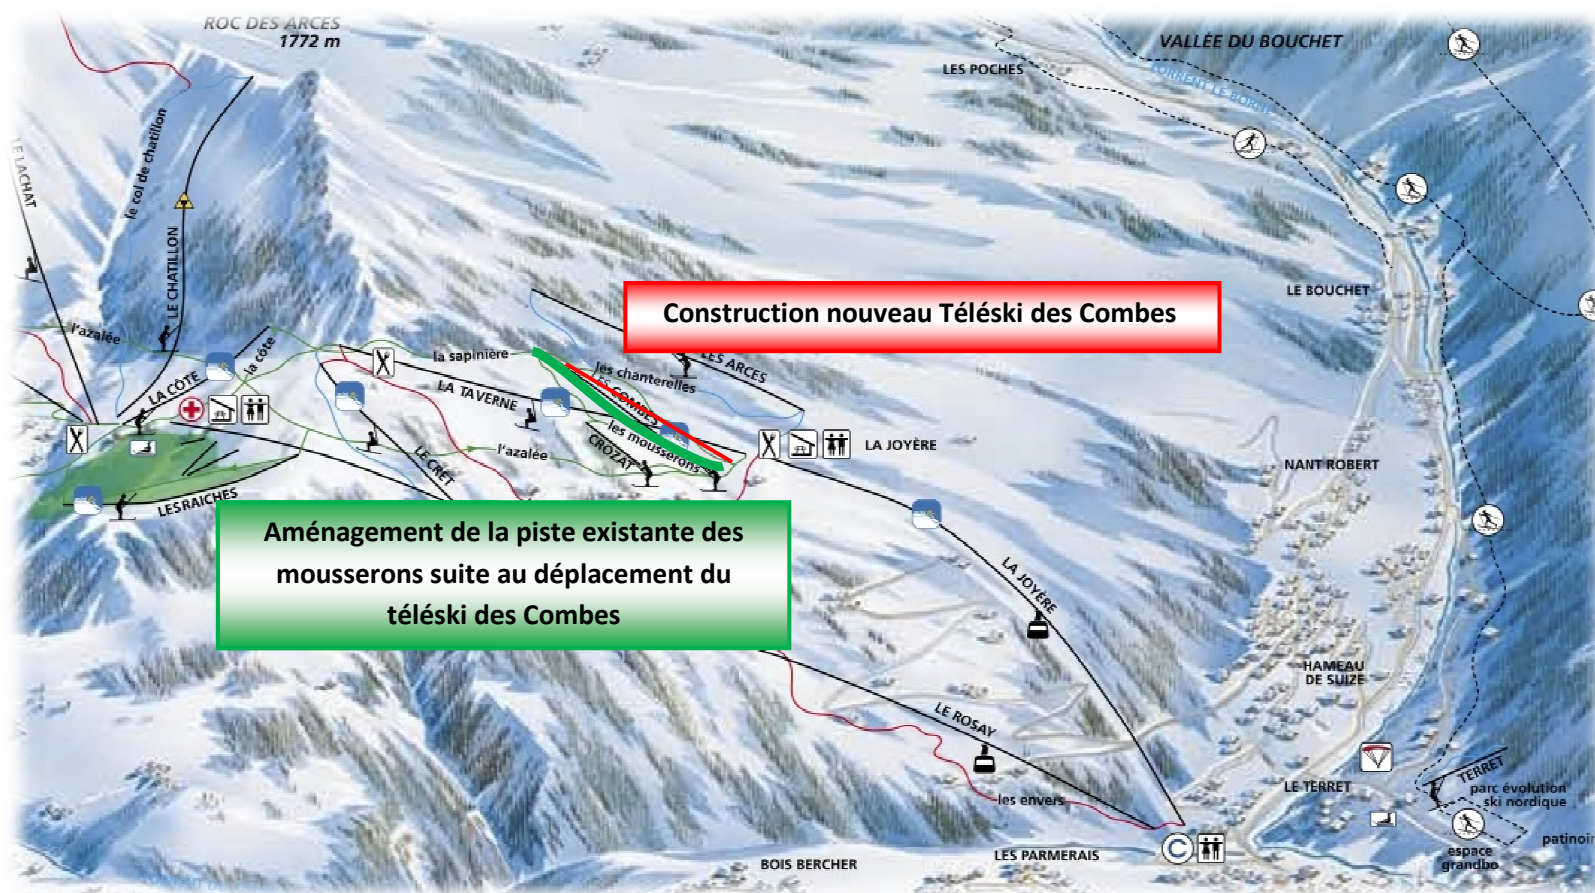 ROC DES ARCES
1772 m
VALLÉE DU BOUCHET
LES POCHES
TORRENT LE BORNE
LE LACHAT
le col de chatillon
LE CHATILLON
LE BOUCHET
Construction nouveau Téléski des Combes
l'azalée
la côte
la sapinière
LES ARCES
les chanterelles
LES COMBES
LA CÔTE
LA TAVERNE
les mousserons
CROZAT
LA JOYÈRE
l'azalée
LE CRÊT
NANT ROBERT
LES RAICHES
Aménagement de la piste existante des
mousserons suite au déplacement du
téléski des Combes
LA JOYÈRE
HAMEAU
DE SUIZE
LE ROSAY
TERRET
LE TERRET
parc évolution
ski nordique
les envers
patinoir
C
LES PARMERAIS
espace
grandbo
BOIS BERCHER